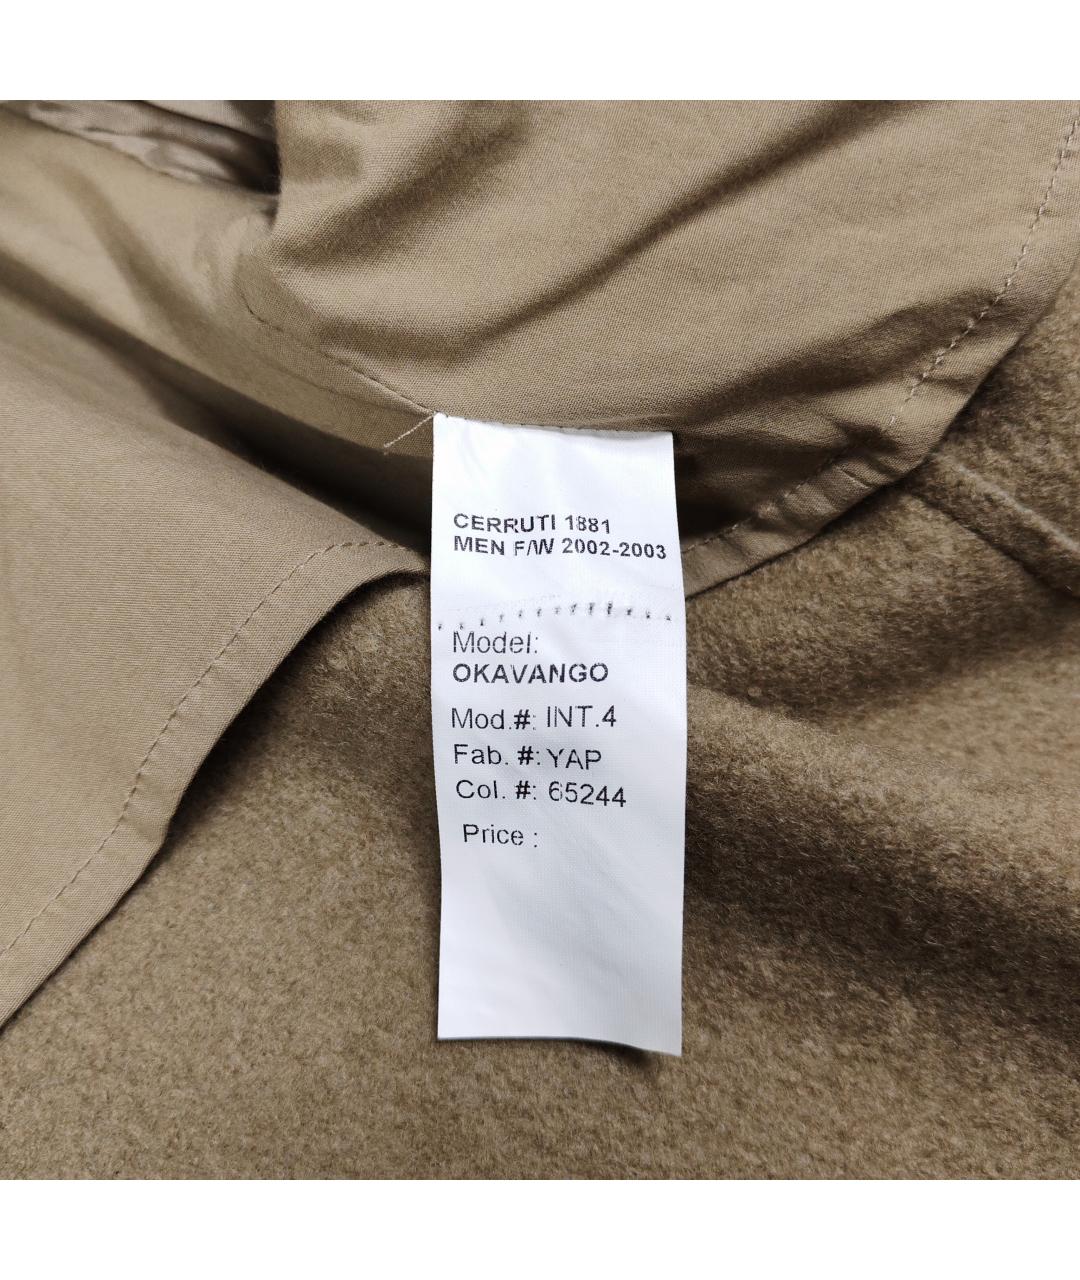 CERRUTI 1881
MEN F/W 2002-2003
Model:
OKAVANGO
Mod.#: INT.4
Fab. #: YAP
Col. #: 65244
Price :